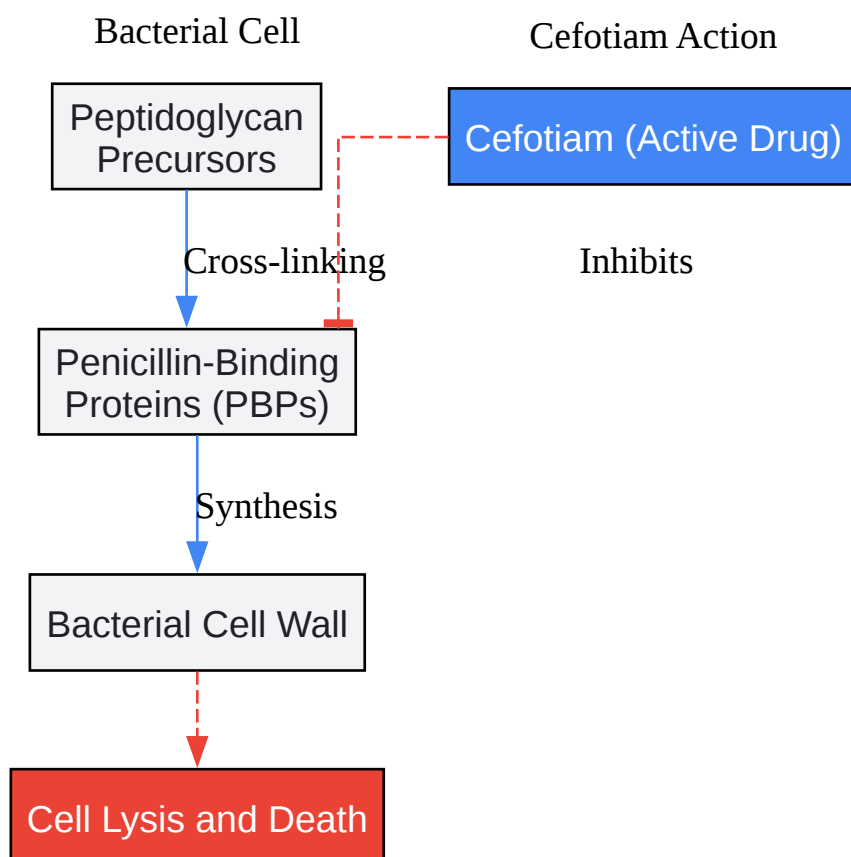 Bacterial Cell
Cefotiam Action
Peptidoglycan
Precursors
Cefotiam (Active Drug)
Cross-linking
Inhibits
Penicillin-Binding
Proteins (PBPs)
Synthesis
Bacterial Cell Wall
Cell Lysis and Death